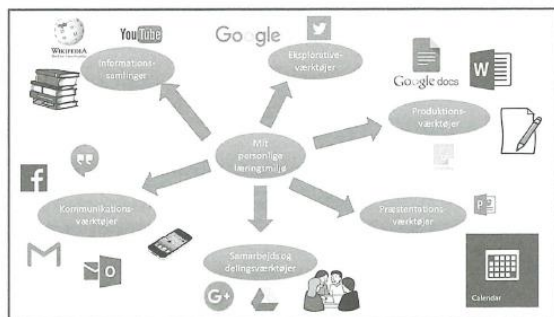 WIKIPEDIA
YouTube
Informations-
samlinger
Google
Eksplorative-
værktøjer
Google docs
W
Produktions-
værktøjer
Mit
personlige
læringsmiljø
f
Kommunikations-
værktøjer
O
Samarbejds og
delingsværktøjer
G+
Præstentations-
værktøjer
P
Calendar